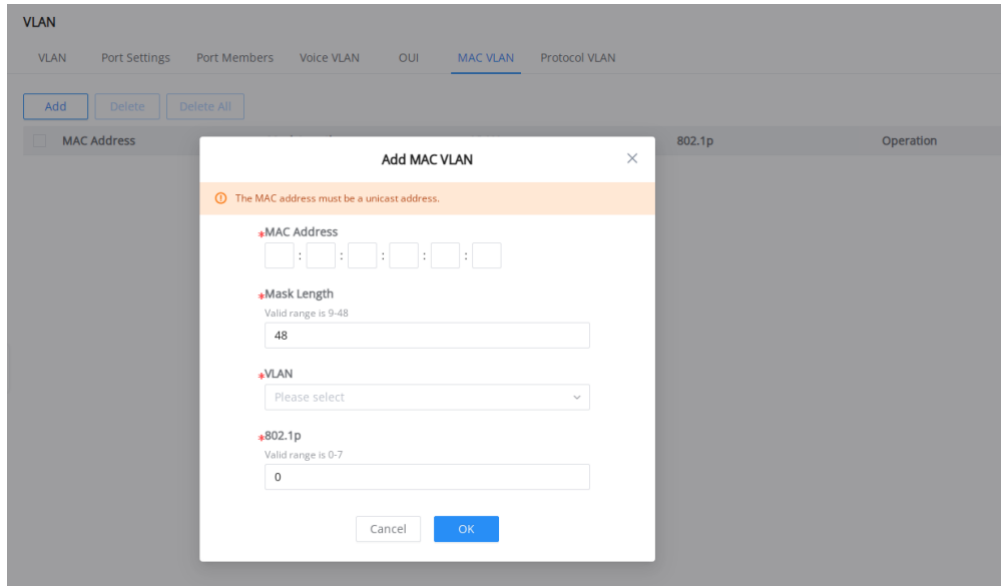 VLAN
VLAN Port Settings Port Members Voice VLAN OUI MAC VLAN Protocol VLAN
Add Delete Delete All
MAC Address 802.1p Operation
Add MAC VLAN
The MAC address must be a unicast address.
*MAC Address
: : : : :
*Mask Length
Valid range is 9-48
48
*VLAN
Please select
*802.1p
Valid range is 0-7
0
Cancel OK